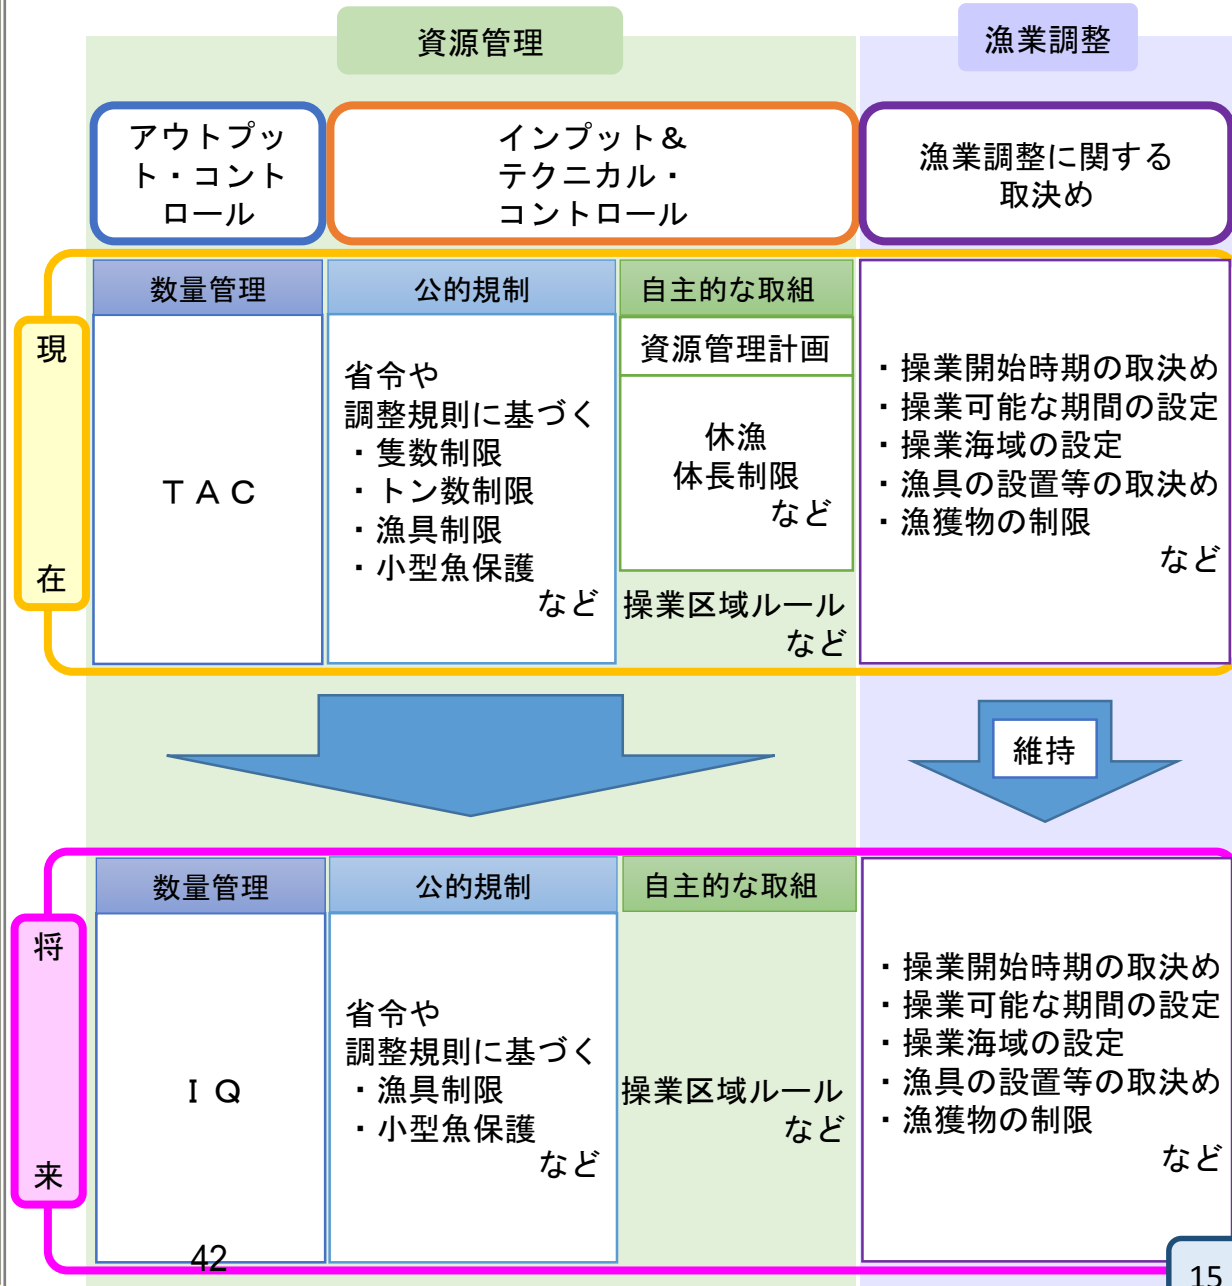 資源管理
漁業調整
アウトプッ
ト・コント
ロール
インプット＆
テクニカル・
コントロール
漁業調整に関する
取決め
現
在
数量管理
ＴＡＣ
公的規制
省令や
調整規則に基づく
・隻数制限
・トン数制限
・漁具制限
・小型魚保護
など
自主的な取組
資源管理計画
休漁
体長制限
など
操業区域ルール
など
・操業開始時期の取決め
・操業可能な期間の設定
・操業海域の設定
・漁具の設置等の取決め
・漁獲物の制限
など
維持
将
来
数量管理
ＩＱ
公的規制
省令や
調整規則に基づく
・漁具制限
・小型魚保護
など
自主的な取組
操業区域ルール
など
・操業開始時期の取決め
・操業可能な期間の設定
・操業海域の設定
・漁具の設置等の取決め
・漁獲物の制限
など
42
15